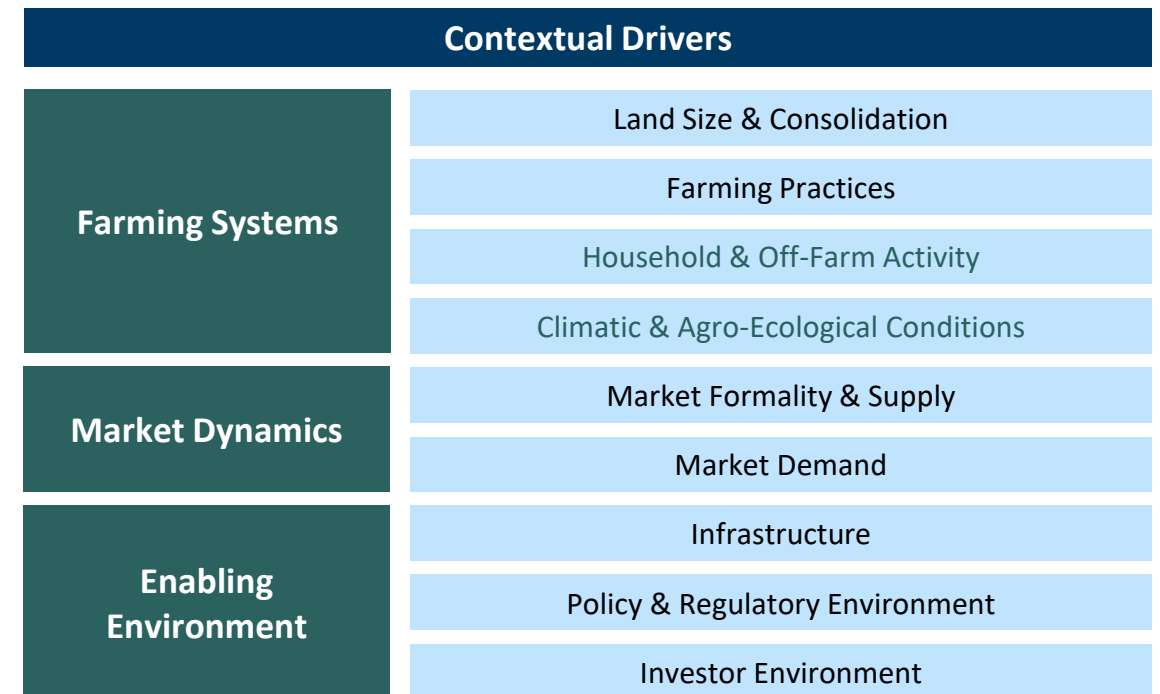 Contextual Drivers
Farming Systems
Land Size & Consolidation
Farming Practices
Household & Off-Farm Activity
Climatic & Agro-Ecological Conditions
Market Dynamics
Market Formality & Supply
Market Demand
Enabling
Environment
Infrastructure
Policy & Regulatory Environment
Investor Environment